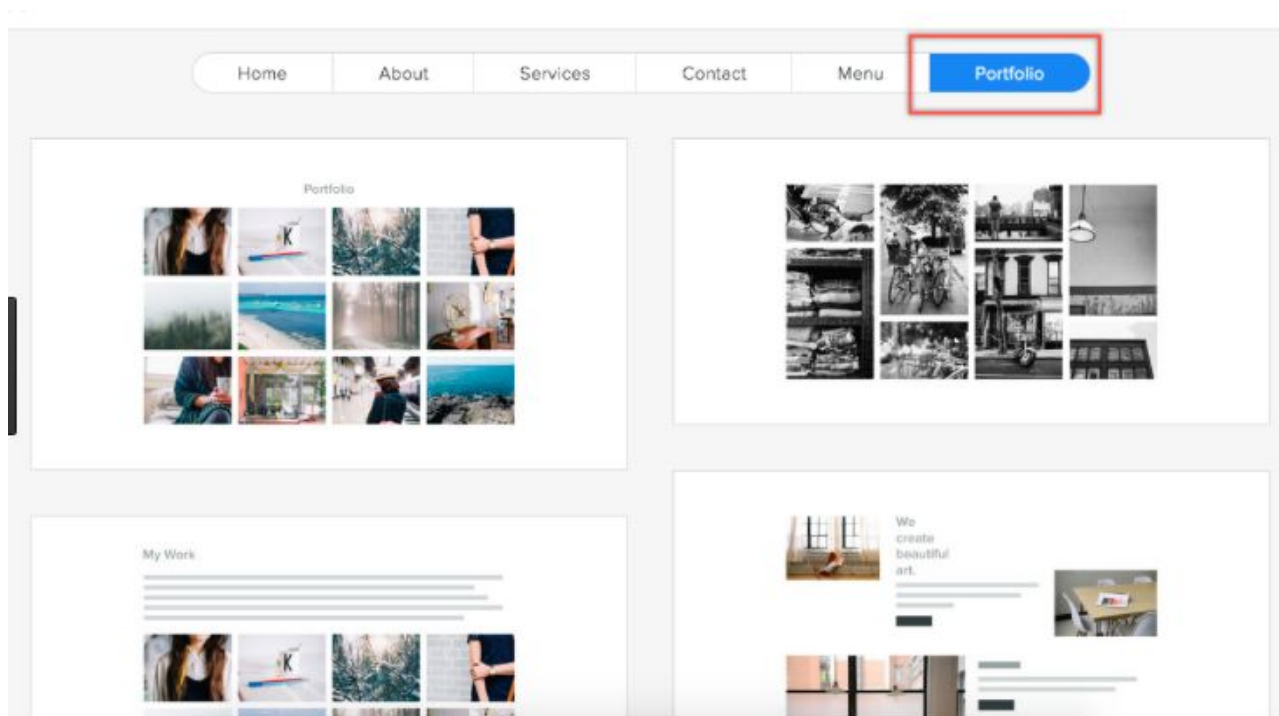 Home About Services Contact Menu Portfolio
Portfolio
K
My Work
K
We
create
beautiful
art.